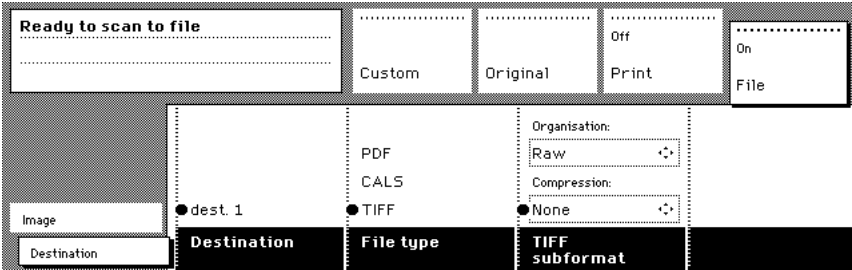 Ready to scan to file
Custom
Original
Off
Print
On
File
Image
Destination
dest. 1
Destination
PDF
CALS
TIFF
File type
Organisation:
Raw
Compression:
None
TIFF
subformat